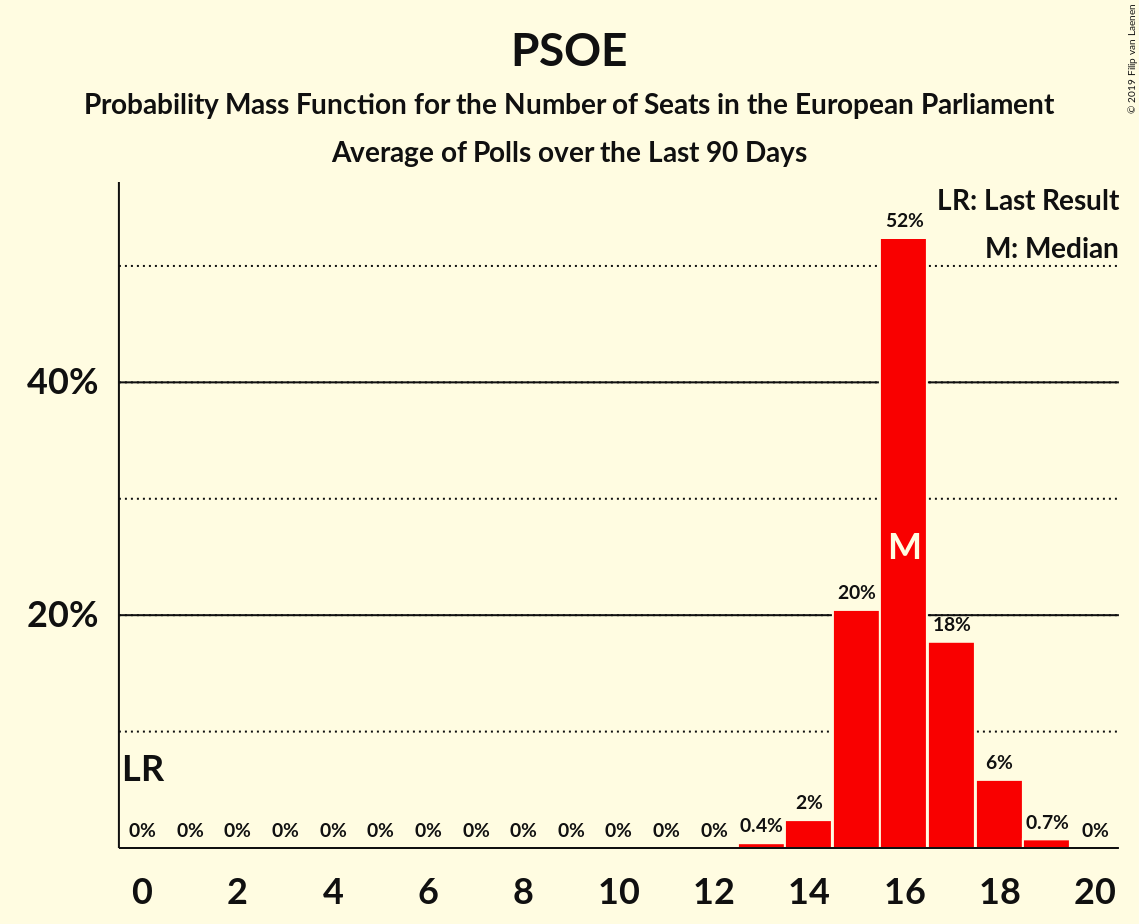 PSOE
Probability Mass Function for the Number of Seats in the European Parliament
Average of Polls over the Last 90 Days
© 2019 Filip van Laenen
LR: Last Result
M: Median
52%
40%
M
20%
20%
18%
LR
6%
2%
0% 0% 0% 0% 0% 0% 0% 0% 0% 0% 0% 0% 0% 0.4% 0.7% 0%
0 2 4 6 8 10 12 14 16 18 20